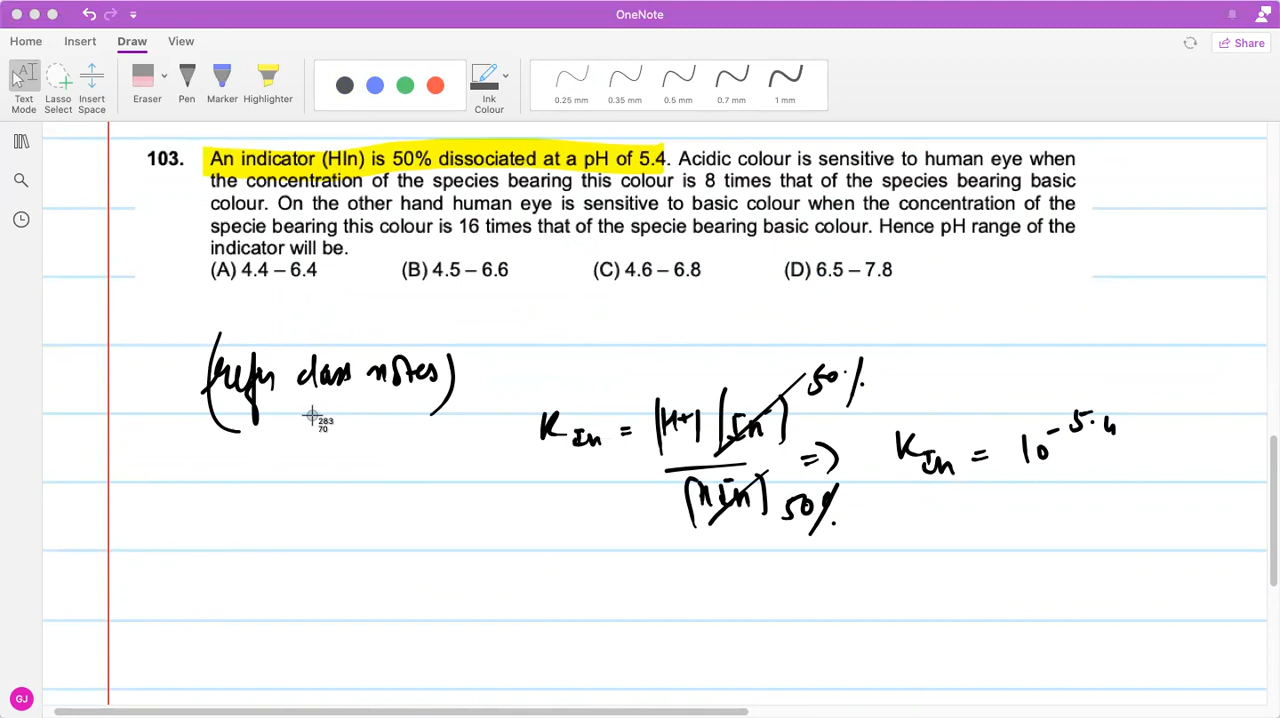 OneNote
Home Insert Draw View
Share
Text Mode
Lasso Select
Insert Space
Eraser
Pen
Marker
Highlighter
Ink Colour
0.25 mm
0.35 mm
0.5 mm
0.7 mm
1 mm
103. An indicator (HIn) is 50% dissociated at a pH of 5.4. Acidic colour is sensitive to human eye when
the concentration of the species bearing this colour is 8 times that of the species bearing basic
colour. On the other hand human eye is sensitive to basic colour when the concentration of the
specie bearing this colour is 16 times that of the specie bearing basic colour. Hence pH range of the
indicator will be.
(A) 4.4 – 6.4 (B) 4.5 – 6.6 (C) 4.6 – 6.8 (D) 6.5 – 7.8
(refer class notes)
K_In = [H+] [In-] 50% / [HIn] 50% => K_In = 10^-5.4
283
70
GJ